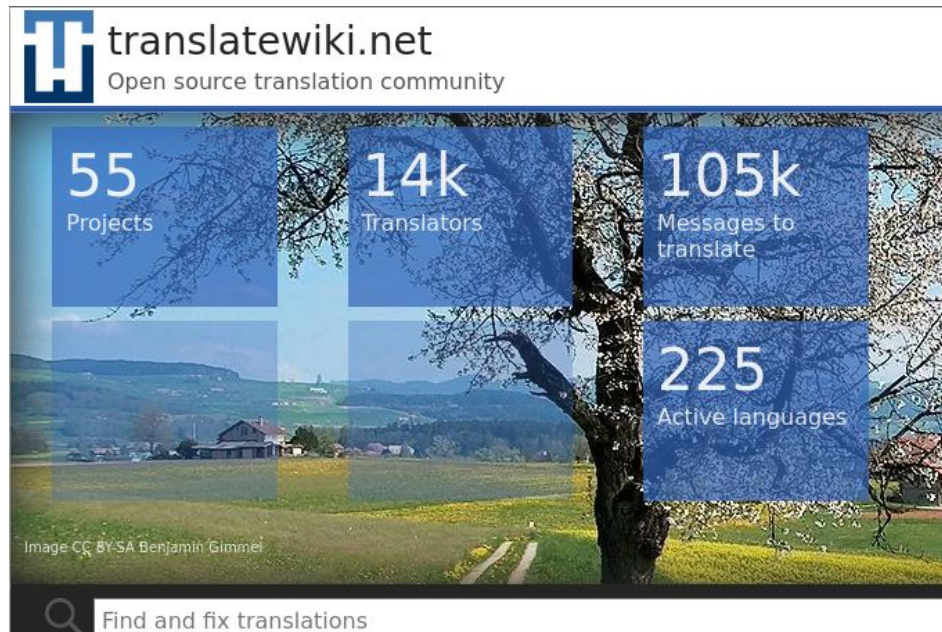 translatewiki.net
Open source translation community
55
Projects
14k
Translators
105k
Messages to
translate
225
Active languages
Image CC BY-SA Benjamin Gimmel
Find and fix translations